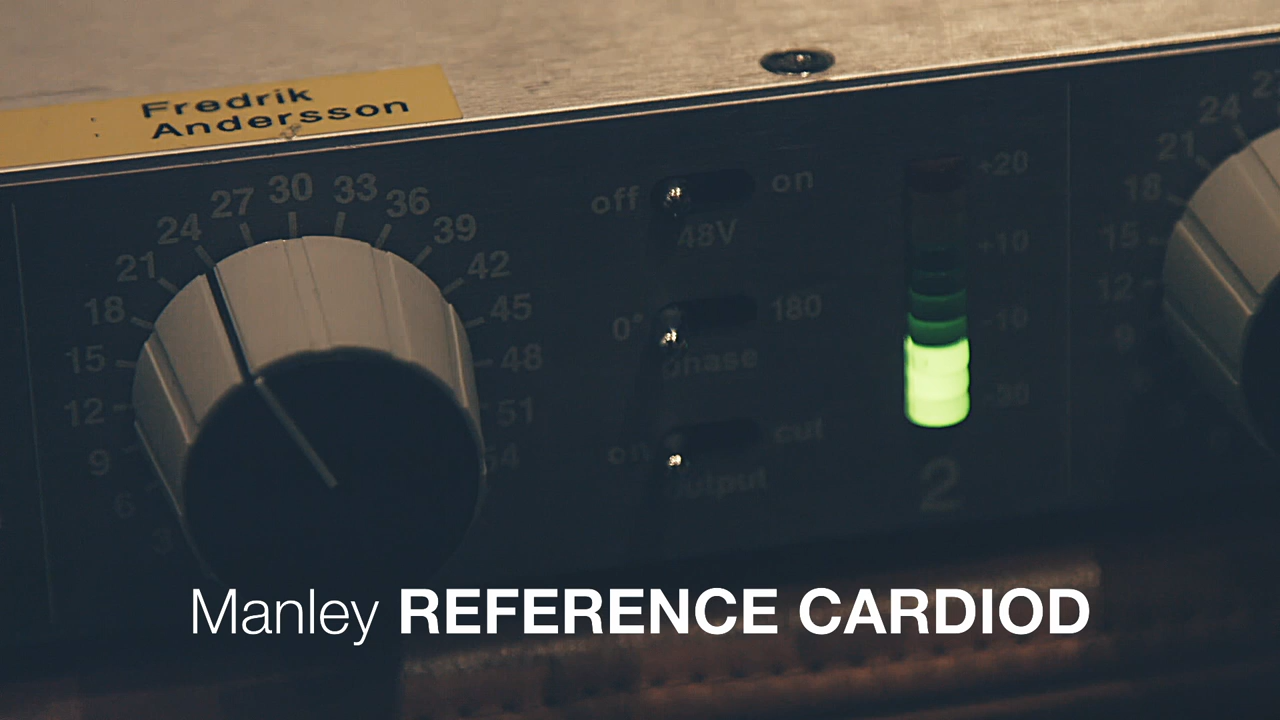 Fredrik
Andersson
27 30 33
24 36
21 39
18 42
15 45
12 48
9 51
6 54
3
off on
48V
0° 180
phase
cut
output
+20
+10
-10
-20
2
24
21
18
15
12
9
Manley REFERENCE CARDIOD